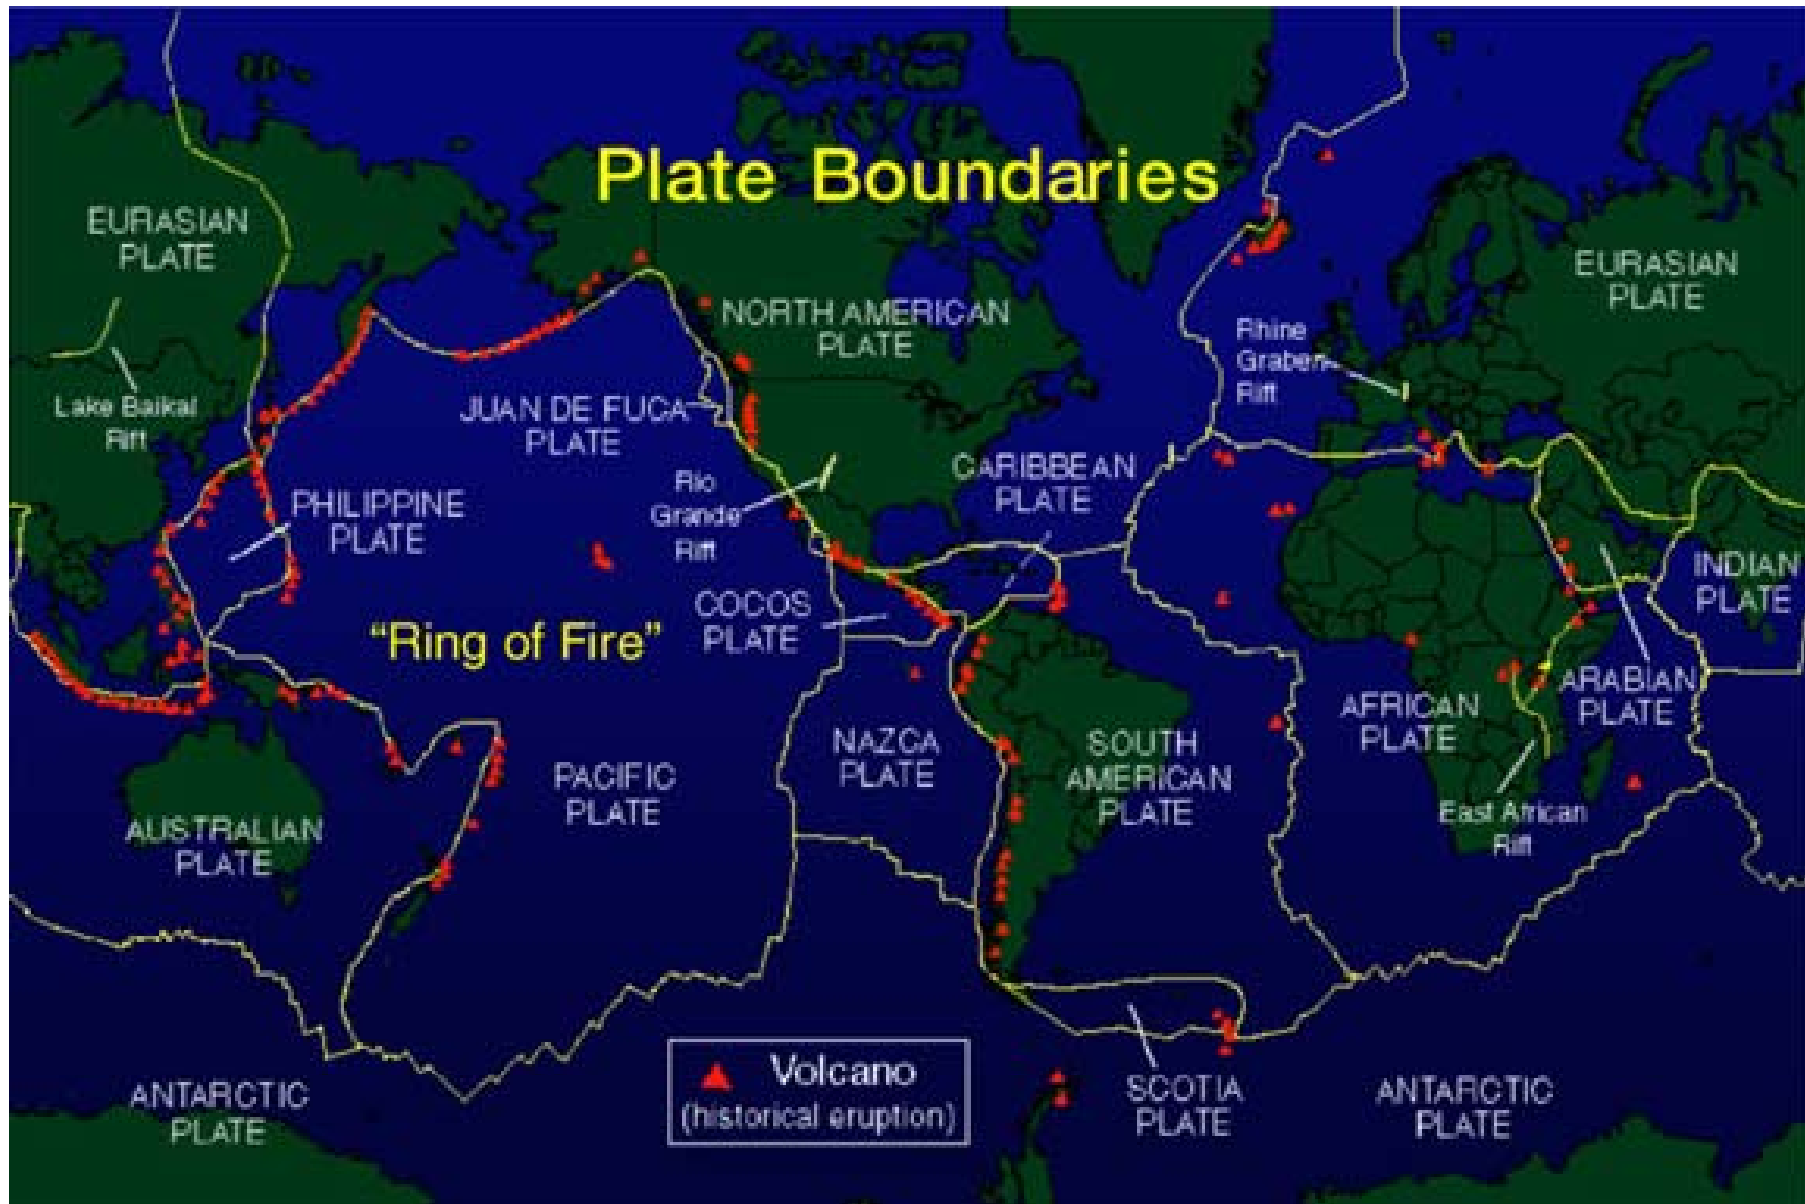 Plate Boundaries
EURASIAN
PLATE
EURASIAN
PLATE
NORTH AMERICAN
PLATE
Rhine
Graben
Rift
Lake Baikal
Rift
JUAN DE FUCA
PLATE
CARIBBEAN
PLATE
Rio
Grande
Rift
PHILIPPINE
PLATE
INDIAN
PLATE
COCOS
PLATE
"Ring of Fire"
ARABIAN
PLATE
AFRICAN
PLATE
NAZCA
PLATE
SOUTH
AMERICAN
PLATE
PACIFIC
PLATE
East African
Rift
AUSTRALIAN
PLATE
Volcano
(historical eruption)
SCOTIA
PLATE
ANTARCTIC
PLATE
ANTARCTIC
PLATE